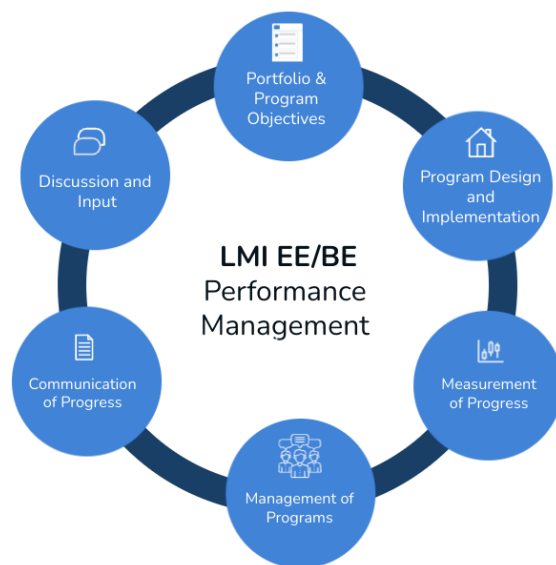 Portfolio &
Program
Objectives
Program Design
and
Implementation
Measurement
of Progress
Management of
Programs
Communication
of Progress
Discussion and
Input
LMI EE/BE
Performance
Management